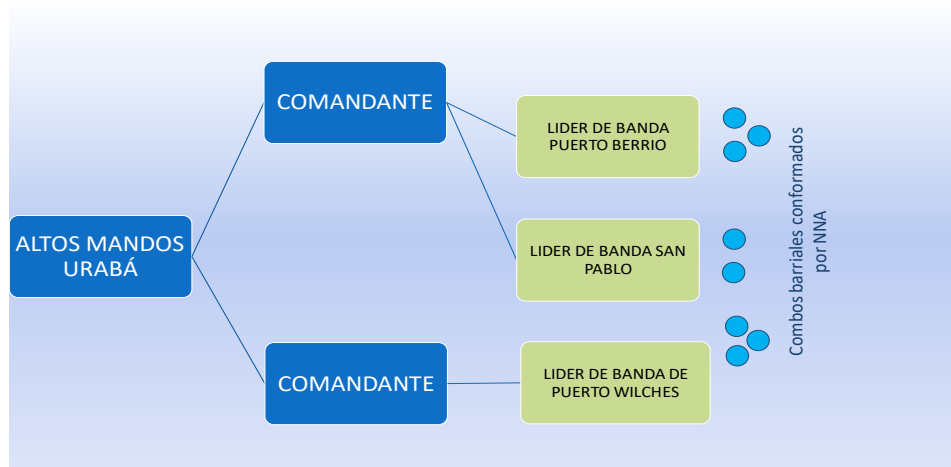 COMANDANTE
LIDER DE BANDA
PUERTO BERRIO
ALTOS MANDOS
URABÁ
LIDER DE BANDA SAN
PABLO
COMANDANTE
LIDER DE BANDA DE
PUERTO WILCHES
Combos barriales conformados
por NNA